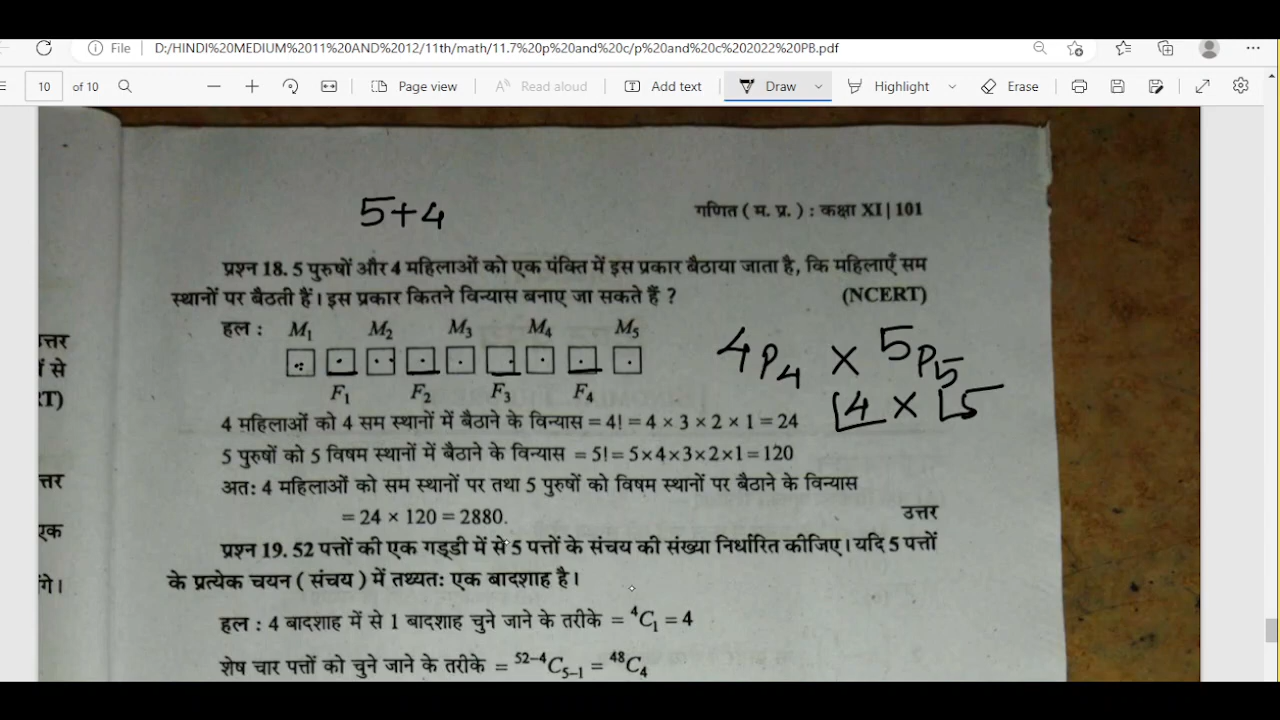 File D:/HINDI%20MEDIUM%2011%20AND%2012/11th/math/11.7%20p%20and%20c/p%20and%20c%202022%20PB.pdf
10 of 10 Page view Read aloud Add text Draw Highlight Erase
5+4
गणित ( म. प्र. ) : कक्षा XI | 101
प्रश्न 18. 5 पुरुषों और 4 महिलाओं को एक पंक्ति में इस प्रकार बैठाया जाता है, कि महिलाएँ सम
स्थानों पर बैठती हैं। इस प्रकार कितने विन्यास बनाए जा सकते हैं ? (NCERT)
हल : M₁ M₂ M₃ M₄ M₅
F₁ F₂ F₃ F₄
4P₄ × 5P₅
⌊4 × ⌊5
4 महिलाओं को 4 सम स्थानों में बैठाने के विन्यास = 4! = 4 × 3 × 2 × 1 = 24
5 पुरुषों को 5 विषम स्थानों में बैठाने के विन्यास = 5! = 5×4×3×2×1 = 120
अत: 4 महिलाओं को सम स्थानों पर तथा 5 पुरुषों को विषम स्थानों पर बैठाने के विन्यास
= 24 × 120 = 2880. उत्तर
प्रश्न 19. 52 पत्तों की एक गड्डी में से 5 पत्तों के संचय की संख्या निर्धारित कीजिए। यदि 5 पत्तों
के प्रत्येक चयन ( संचय ) में तथ्यत: एक बादशाह है।
हल : 4 बादशाह में से 1 बादशाह चुने जाने के तरीके = ⁴C₁ = 4
शेष चार पत्तों को चुने जाने के तरीके = ⁵²⁻⁴C₅₋₁ = ⁴⁸C₄
त्तर
से
T)
त्तर
एक
गे।